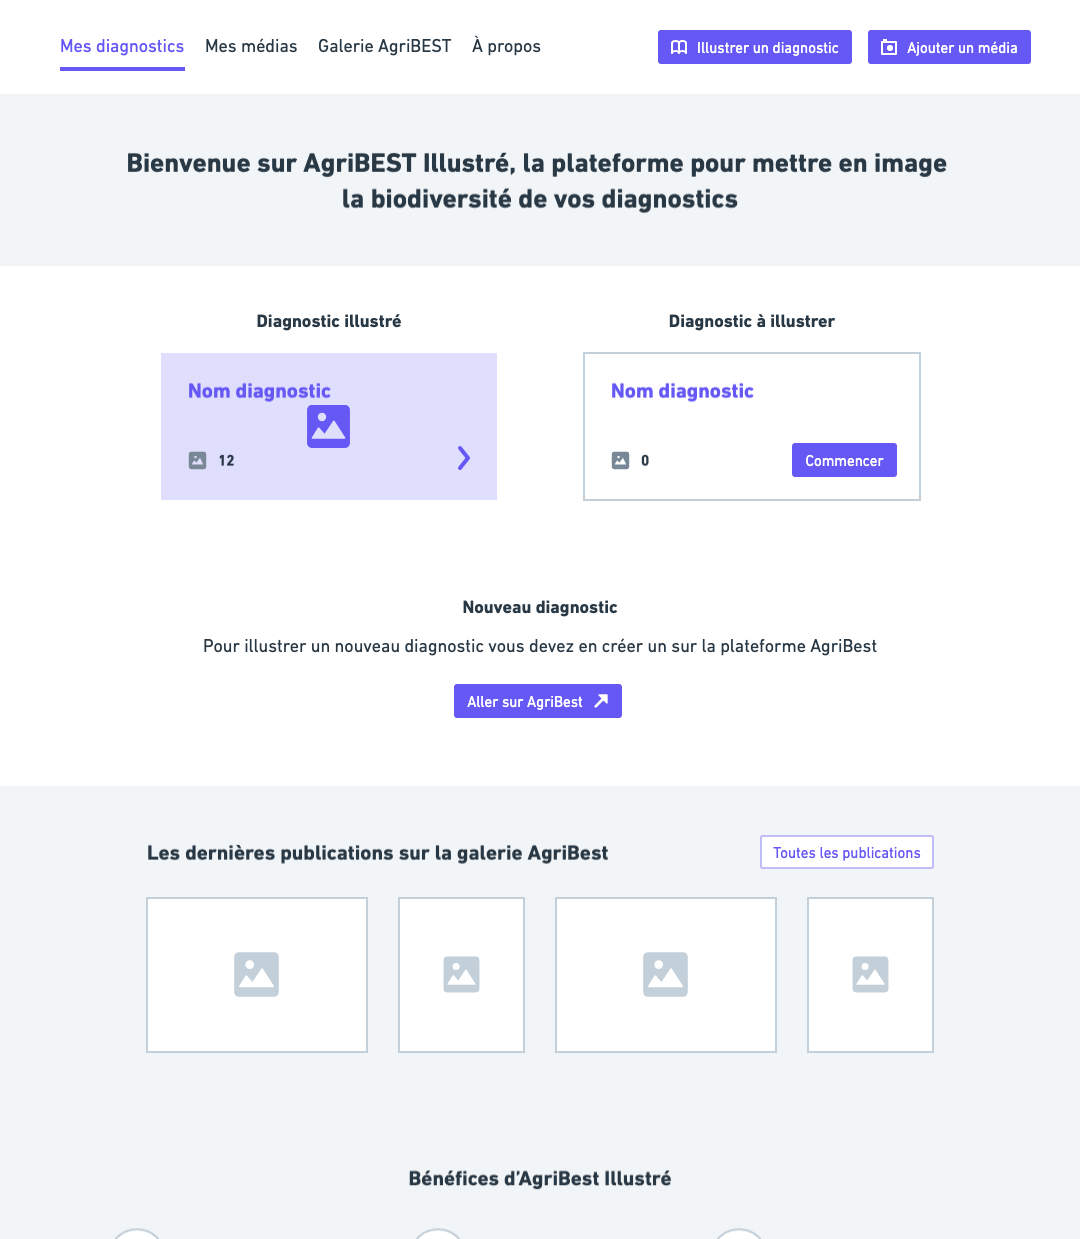 Mes diagnostics
Mes médias
Galerie AgriBEST
À propos
Illustrer un diagnostic
Ajouter un média
Bienvenue sur AgriBEST Illustré, la plateforme pour mettre en image
la biodiversité de vos diagnostics
Diagnostic illustré
Nom diagnostic
12
Diagnostic à illustrer
Nom diagnostic
0
Commencer
Nouveau diagnostic
Pour illustrer un nouveau diagnostic vous devez en créer un sur la plateforme AgriBest
Aller sur AgriBest
Les dernières publications sur la galerie AgriBest
Toutes les publications
Bénéfices d’AgriBest Illustré